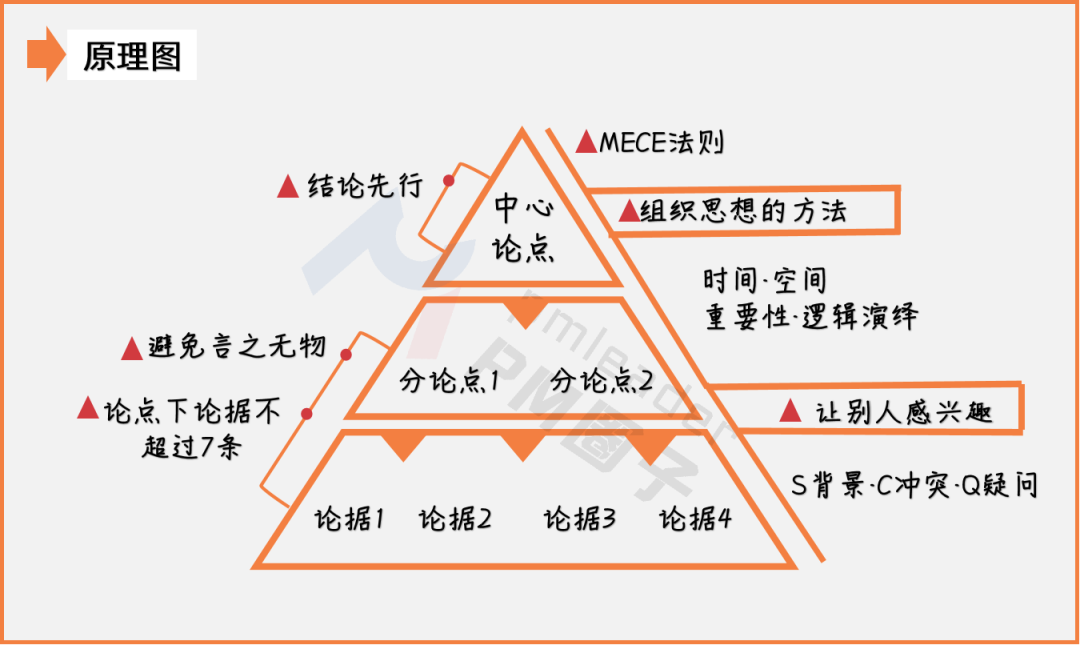 原理图
MECE法则
结论先行
中心
论点
组织思想的方法
时间·空间
重要性·逻辑演绎
避免言之无物
分论点1
分论点2
论点下论据不
超过7条
让别人感兴趣
S背景·C冲突·Q疑问
论据1
论据2
论据3
论据4
pmleader
PM圈子